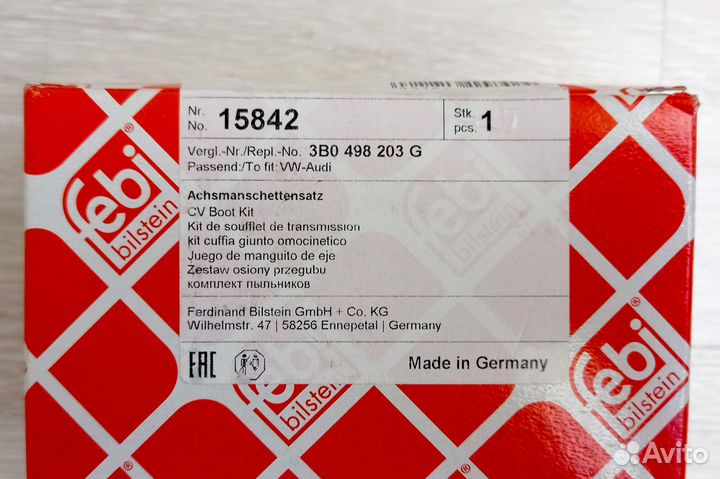 Nr.
No. 15842
Stk.
pcs. 1
Vergl.-Nr./Repl.-No. 3B0 498 203 G
Passend:/To fit: VW-Audi
Achsmanschettensatz
CV Boot Kit
Kit de soufflet de transmission
kit cuffia giunto omocinetico
Juego de manguito de eje
Zestaw osiony przegubu
комплект пыльников
Ferdinand Bilstein GmbH + Co. KG
Wilhelmstr. 47 | 58256 Ennepetal | Germany
EAC
Made in Germany
febi
bilstein
®
febi
bilstein
®
febi
bilstein
®
bilstein
®
Avito